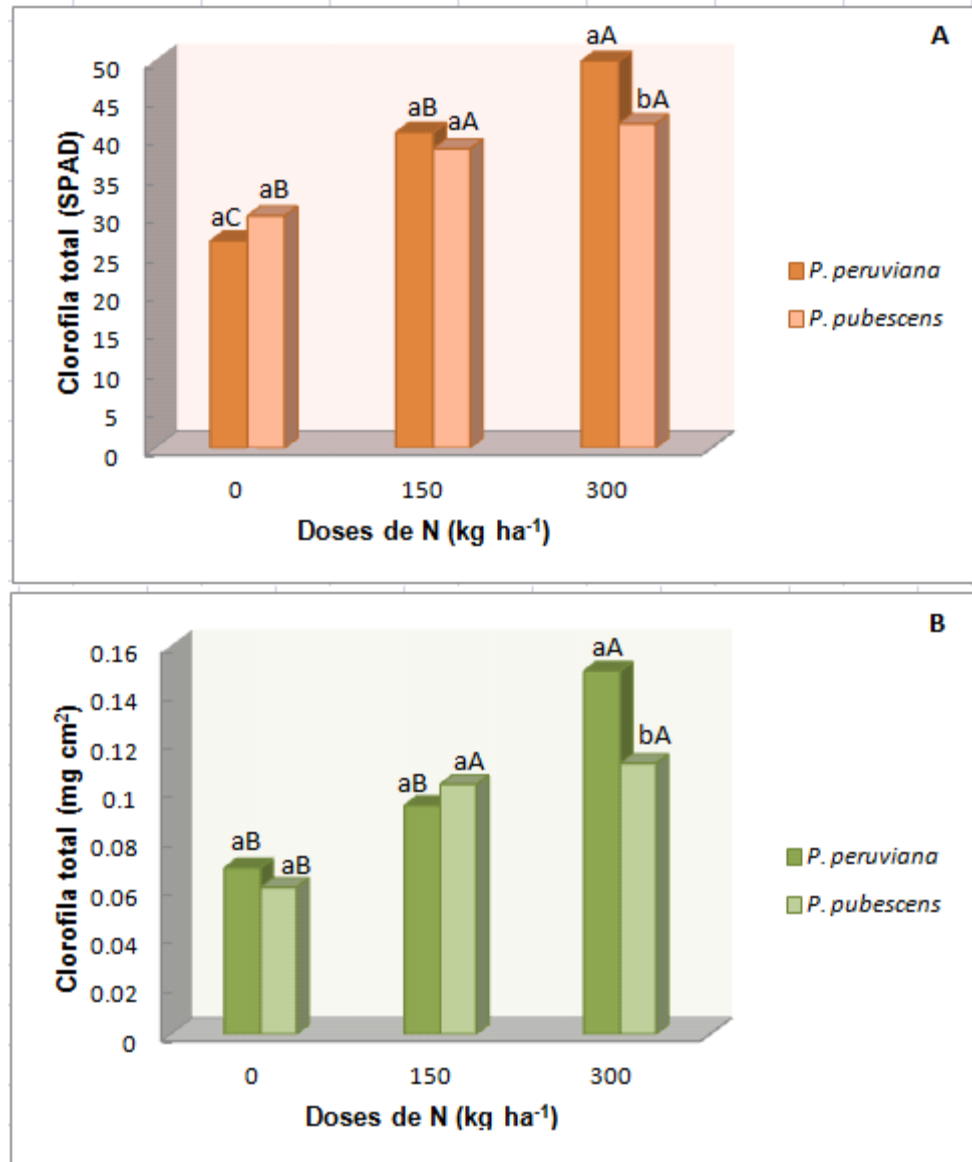 A
Clorofila total (SPAD)
50
45
40
35
30
25
20
15
10
5
0
aC
aB
aB
aA
aA
bA
0 150 300
Doses de N (kg ha⁻¹)
P. peruviana
P. pubescens
B
Clorofila total (mg cm²)
0.16
0.14
0.12
0.1
0.08
0.06
0.04
0.02
0
aB
aB
aB
aA
aA
bA
0 150 300
Doses de N (kg ha⁻¹)
P. peruviana
P. pubescens